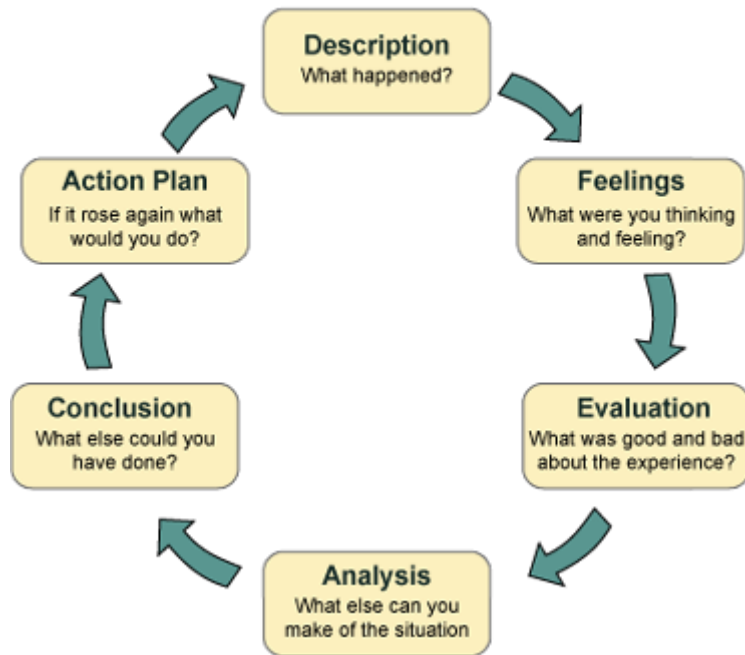 Description
What happened?
Feelings
What were you thinking
and feeling?
Evaluation
What was good and bad
about the experience?
Analysis
What else can you
make of the situation
Conclusion
What else could you
have done?
Action Plan
If it rose again what
would you do?